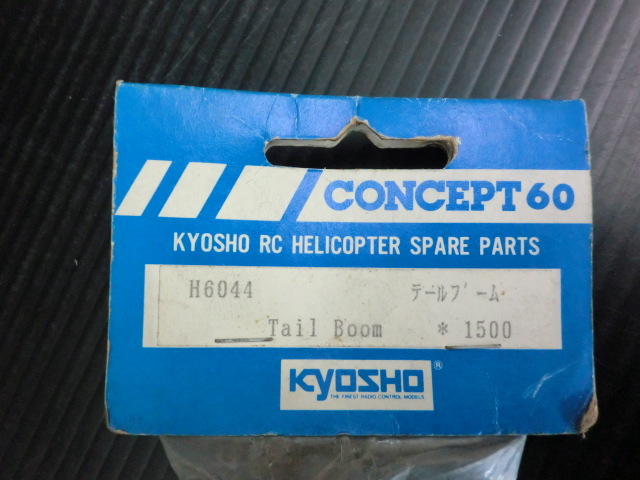 CONCEPT 60
KYOSHO RC HELICOPTER SPARE PARTS
H6044 テールブーム
Tail Boom * 1500
KYOSHO®
THE FINEST RADIO CONTROL MODELS